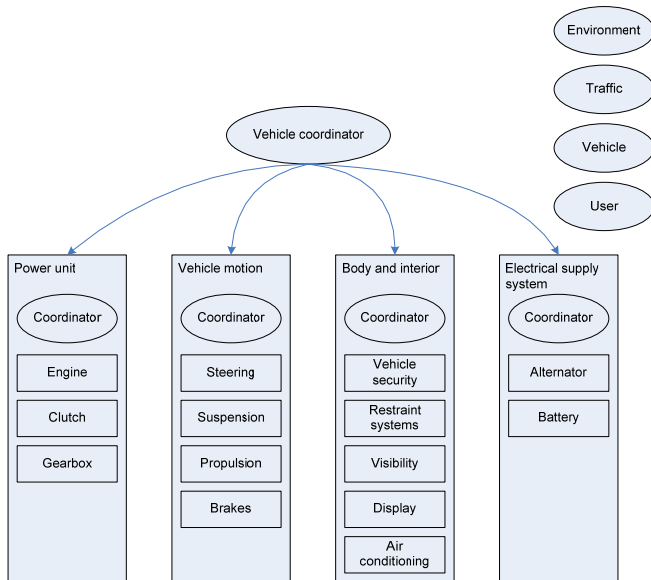 Environment
Traffic
Vehicle coordinator
Vehicle
User
Power unit
Coordinator
Engine
Clutch
Gearbox
Vehicle motion
Coordinator
Steering
Suspension
Propulsion
Brakes
Body and interior
Coordinator
Vehicle
security
Restraint
systems
Visibility
Display
Air
conditioning
Electrical supply
system
Coordinator
Alternator
Battery